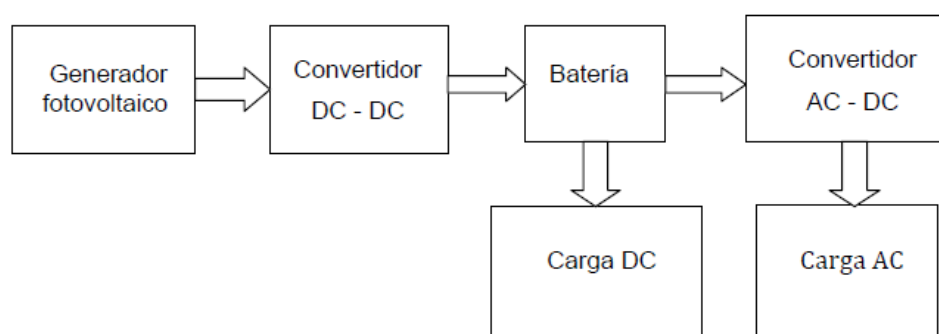 Generador
fotovoltaico
Convertidor
DC - DC
Batería
Convertidor
AC - DC
Carga DC
Carga AC